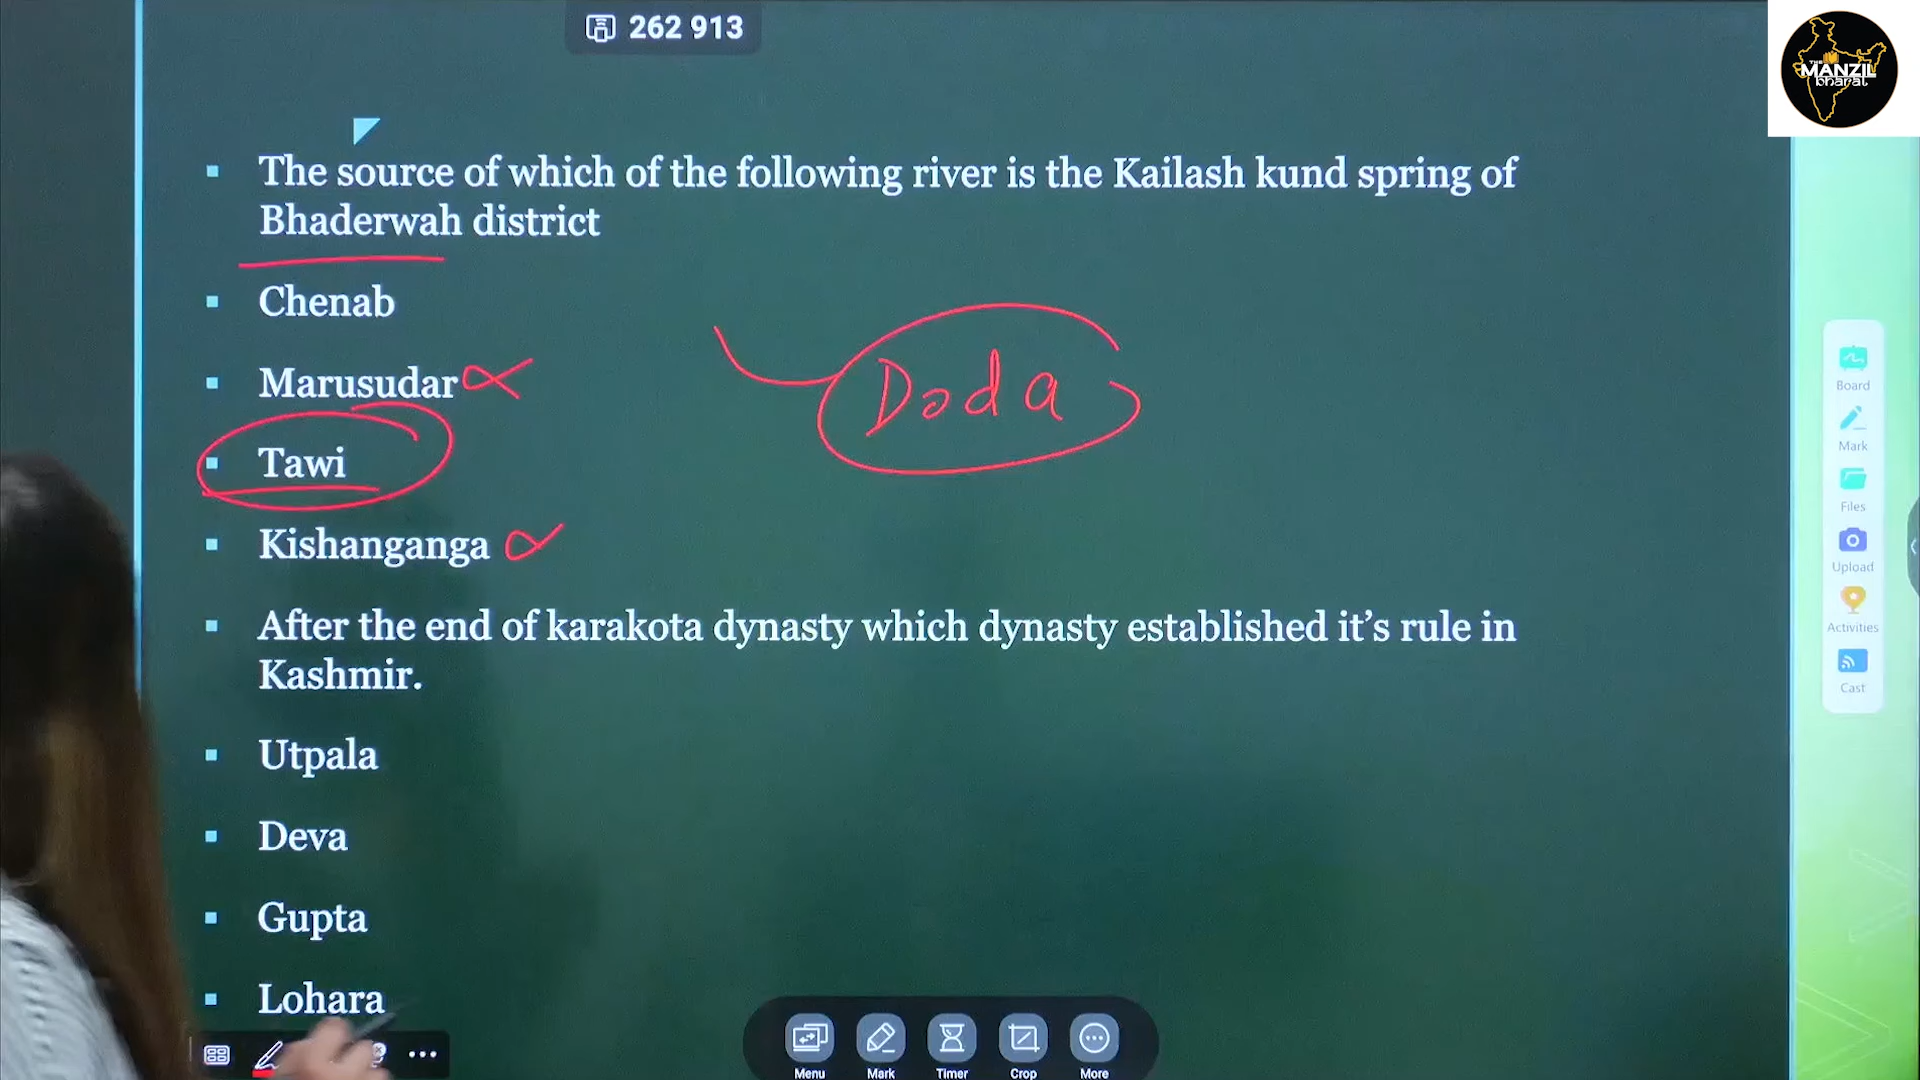 262 913
THE
MANZIL
bharat
The source of which of the following river is the Kailash kund spring of
Bhaderwah district
Chenab
Marusudar
Doda
Tawi
Kishanganga
After the end of karakota dynasty which dynasty established it’s rule in
Kashmir.
Utpala
Deva
Gupta
Lohara
Board
Mark
Files
Upload
Activities
Cast
Menu
Mark
Timer
Crop
More